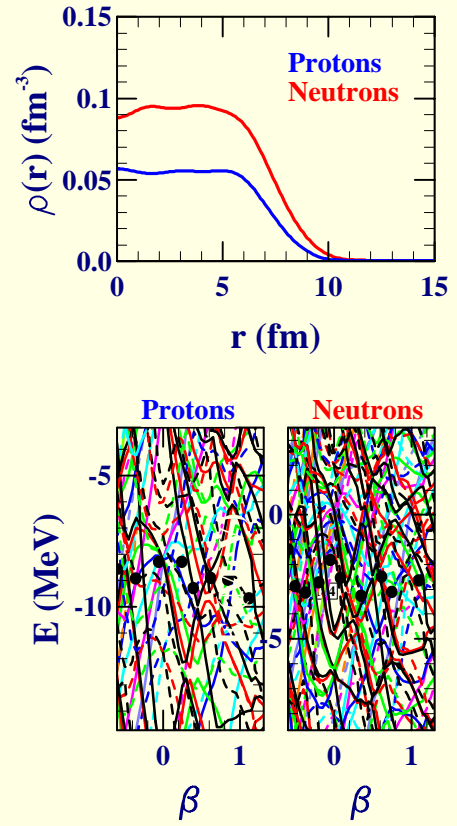 0.15
Protons
Neutrons
0.1
ρ(r) (fm⁻³)
0.05
0.0
0 5 10 15
r (fm)
Protons Neutrons
-5
0
E (MeV)
-10
-5
0 1 0 1
β β